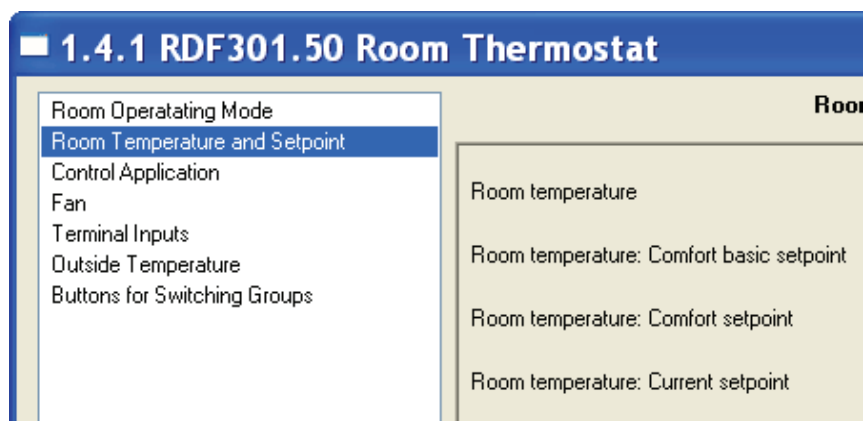 1.4.1 RDF301.50 Room Thermostat
Room Operatating Mode
Room Temperature and Setpoint
Control Application
Fan
Terminal Inputs
Outside Temperature
Buttons for Switching Groups
Room temperature
Room temperature: Comfort basic setpoint
Room temperature: Comfort setpoint
Room temperature: Current setpoint